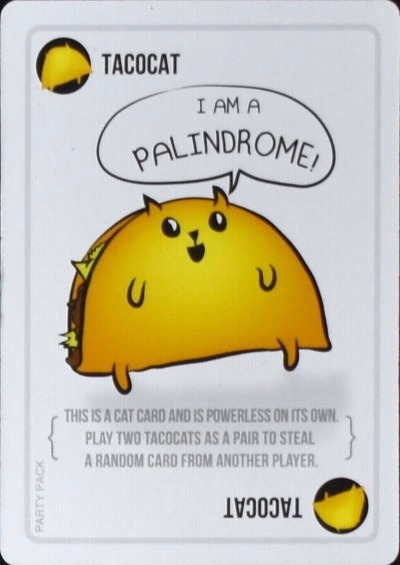 TACOCAT
I AM A
PALINDROME!
THIS IS A CAT CARD AND IS POWERLESS ON ITS OWN.
PLAY TWO TACOCATS AS A PAIR TO STEAL
A RANDOM CARD FROM ANOTHER PLAYER.
PARTY PACK
TACOCAT